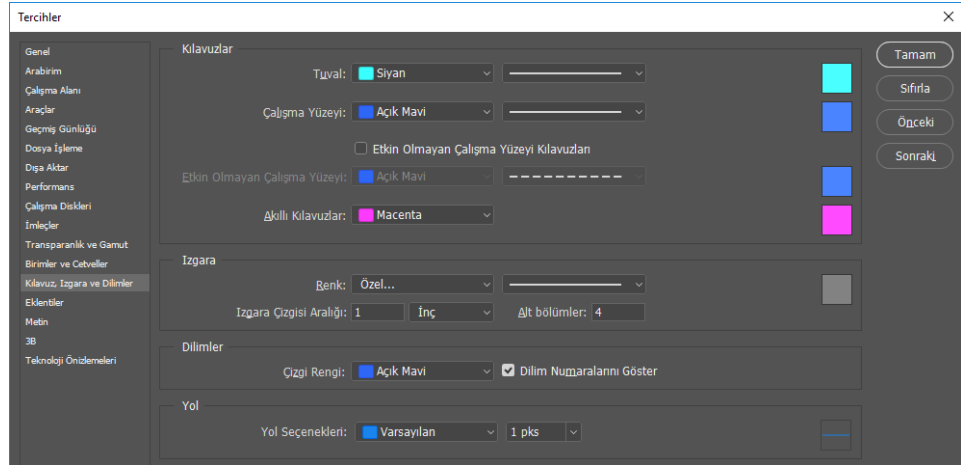 Tercihler
Genel
Arabirim
Çalışma Alanı
Araçlar
Geçmiş Günlüğü
Dosya İşleme
Dışa Aktar
Performans
Çalışma Diskleri
İmleçler
Transparanlık ve Gamut
Birimler ve Cetveller
Kılavuz, Izgara ve Dilimler
Eklentiler
Metin
3B
Teknoloji Önizlemeleri
Kılavuzlar
Tuval: Siyan
Çalışma Yüzeyi: Açık Mavi
Etkin Olmayan Çalışma Yüzeyi Kılavuzları
Etkin Olmayan Çalışma Yüzeyi: Açık Mavi
Akıllı Kılavuzlar: Macenta
Izgara
Renk: Özel...
Izgara Çizgisi Aralığı: 1 İnç Alt bölümler: 4
Dilimler
Çizgi Rengi: Açık Mavi Dilim Numaralarını Göster
Yol
Yol Seçenekleri: Varsayılan 1 pks
Tamam
Sıfırla
Önceki
Sonraki